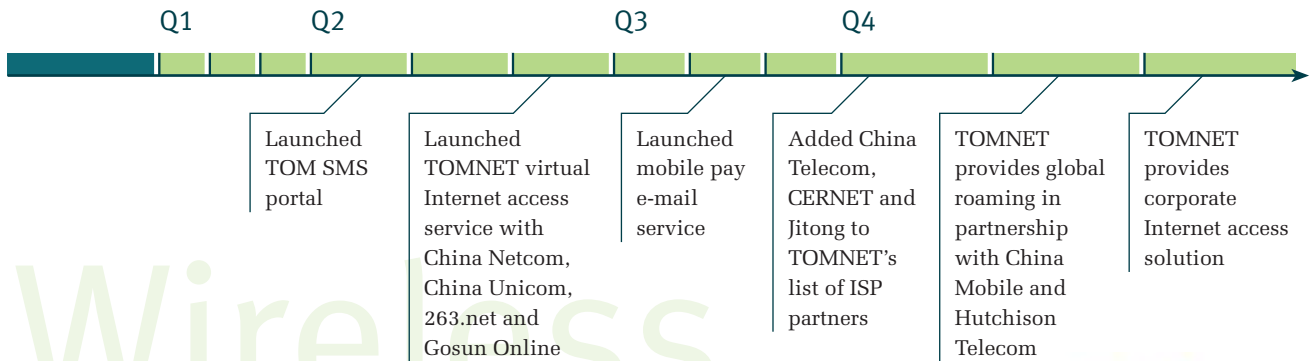 Q1
Q2
Q3
Q4
Launched
TOM SMS
portal
Launched
TOMNET virtual
Internet access
service with
China Netcom,
China Unicom,
263.net and
Gosun Online
Launched
mobile pay
e-mail
service
Added China
Telecom,
CERNET and
Jitong to
TOMNET’s
list of ISP
partners
TOMNET
provides global
roaming in
partnership
with China
Mobile and
Hutchison
Telecom
TOMNET
provides
corporate
Internet access
solution
Wireless